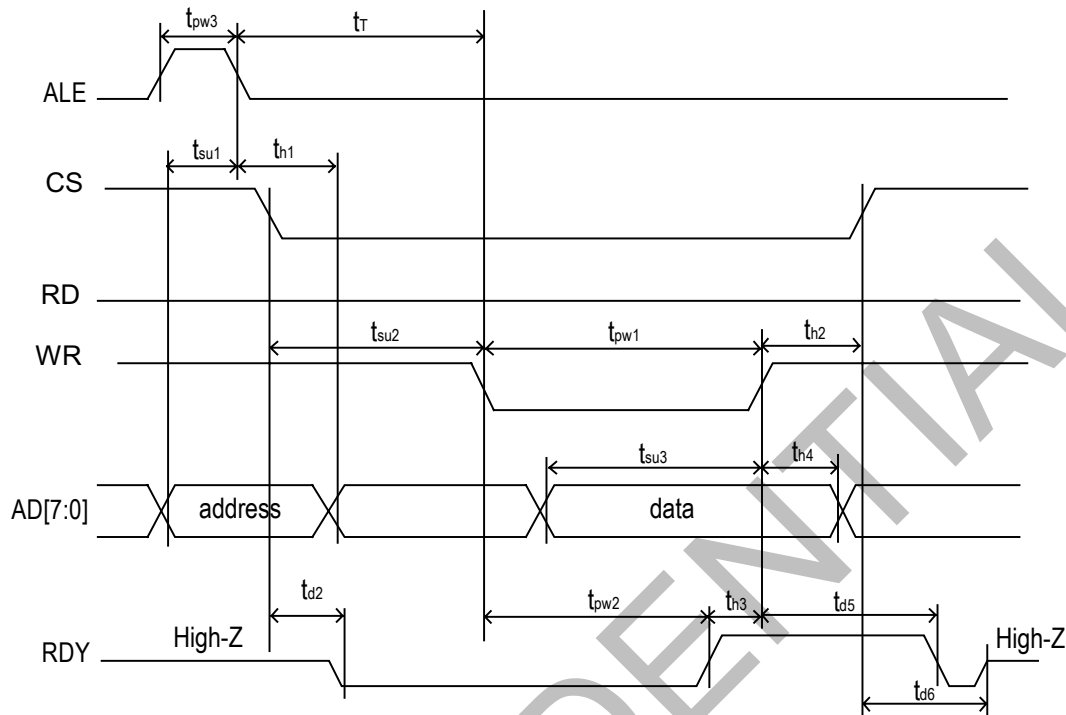 tpw3 tT
ALE
tsu1 th1
CS
RD
tsu2 tpw1 th2
WR
tsu3 th4
AD[7:0] address data
td2 tpw2 th3 td5
RDY High-Z High-Z
td6
DENTIAL